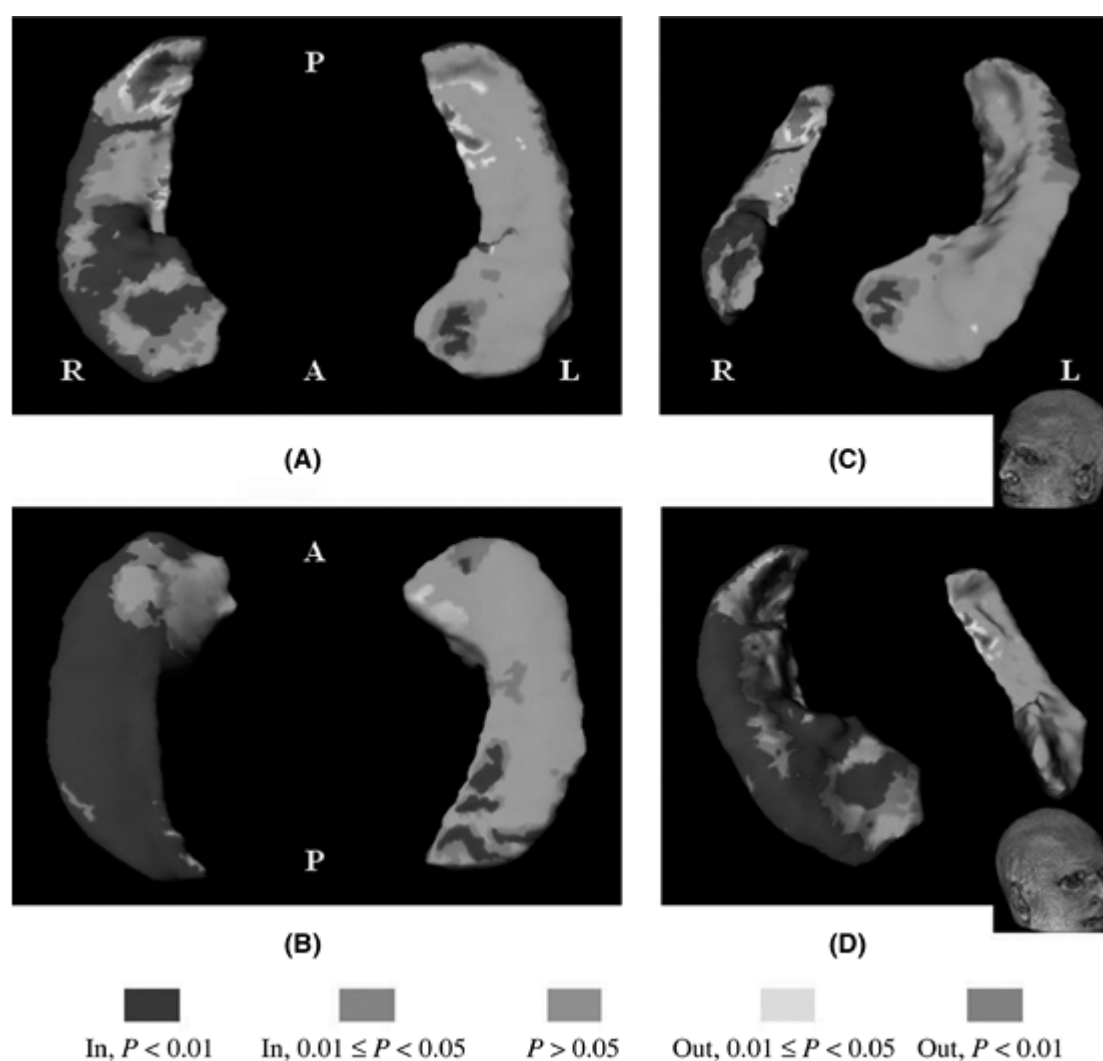 P
R A L
R L
(A) (C)
A
P
(B) (D)
In, P < 0.01 In, 0.01 ≤ P < 0.05 P > 0.05 Out, 0.01 ≤ P < 0.05 Out, P < 0.01